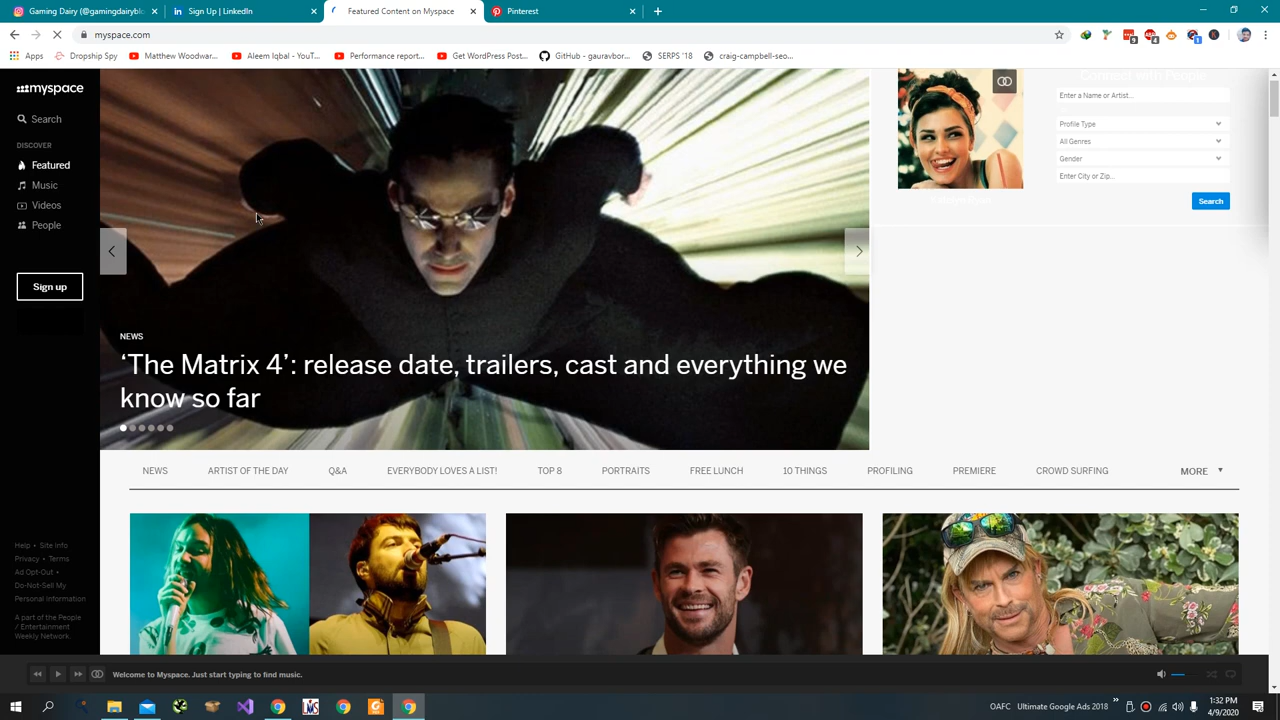 Gaming Dairy (@gamingdairyblo
Sign Up | LinkedIn
Featured Content on Myspace
Pinterest
myspace.com
Apps
Dropship Spy
Matthew Woodwar...
Aleem Iqbal - YouT...
Performance report...
Get WordPress Post...
GitHub - gauravbor...
SERPS '18
craig-campbell-seo...
myspace
Search
DISCOVER
Featured
Music
Videos
People
Sign up
Help • Site Info
Privacy • Terms
Ad Opt-Out •
Do-Not-Sell My
Personal Information
A part of the People
/ Entertainment
Weekly Network
NEWS
‘The Matrix 4’: release date, trailers, cast and everything we
know so far
Connect with People
Enter a Name or Artist...
Profile Type
All Genres
Gender
Enter City or Zip...
Search
NEWS
ARTIST OF THE DAY
Q&A
EVERYBODY LOVES A LIST!
TOP 8
PORTRAITS
FREE LUNCH
10 THINGS
PROFILING
PREMIERE
CROWD SURFING
MORE
Welcome to Myspace. Just start typing to find music.
OAFC
Ultimate Google Ads 2018
1:32 PM
4/9/2020